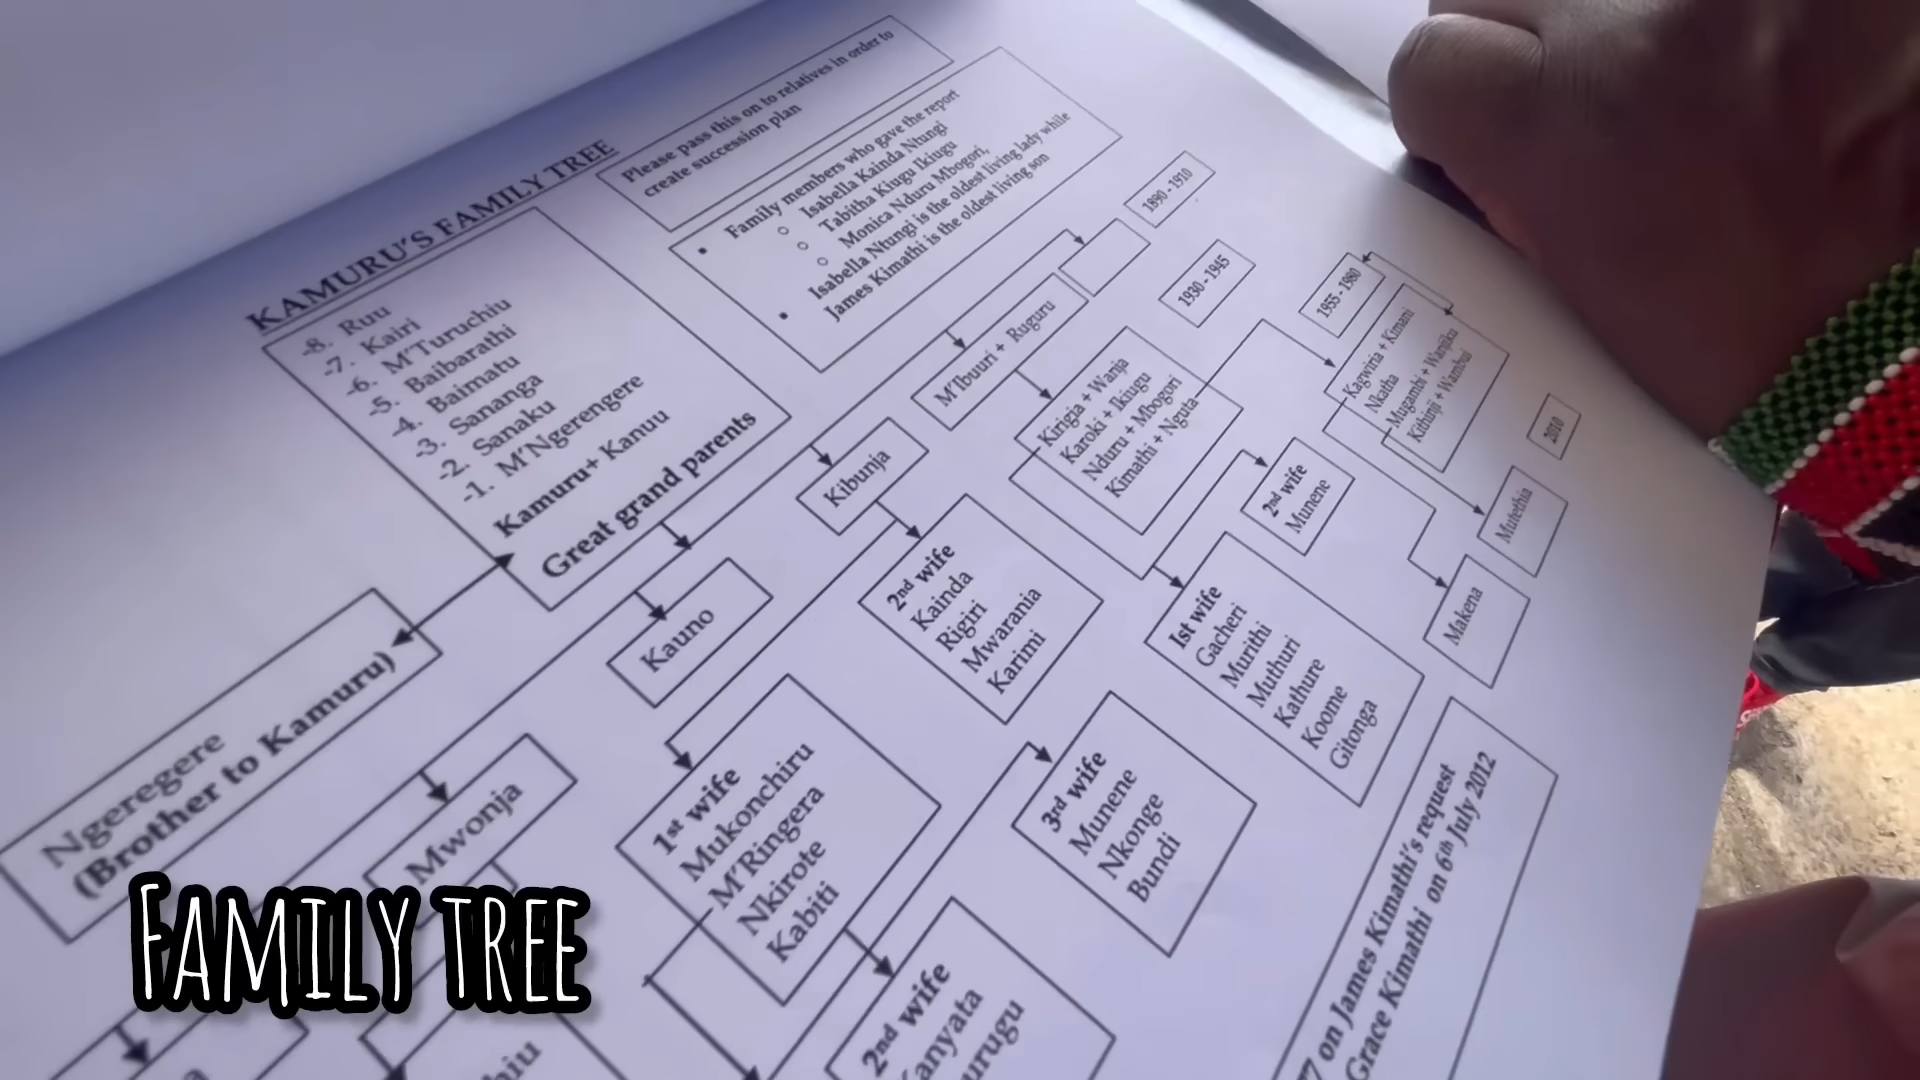 KAMURU'S FAMILY TREE
Please pass this on to relatives in order to
create succession plan
Family members who gave the report
Isabella Kainda Ntungi
Tabitha Kiugu Ikiugu
Monica Nduru Mbogori,
Isabella Ntungi is the oldest living lady while
James Kimathi is the oldest living son
-8. Ruu
-7. Kairi
-6. M'Turuchiu
-5. Baibarathi
-4. Baimatu
-3. Sananga
-2. Sanaku
-1. M'Ngerengere
Kamuru+ Kanuu
Great grand parents
1890 - 1910
1930 - 1945
1955 - 1980
2010
M'Ibuuri + Ruguru
Kirigia + Wanja
Karoki + Ikiugu
Nduru + Mbogori
Kimathi + Nguta
Kagwiria + Kimani
Nkatha
Mugambi + Wanjiku
Kithinji + Wambui
Mutethia
Makena
Kibunja
2nd wife
Munene
1st wife
Gacheri
Murithi
Muthuri
Kathure
Koome
Gitonga
2nd wife
Kainda
Rigiri
Mwarania
Karimi
Kauno
1st wife
Mukonchiru
M'Ringera
Nkirote
Kabiti
3rd wife
Munene
Nkonge
Bundi
2nd wife
anyata
urugu
Ngeregere
(Brother to Kamuru)
Mwonja
hiu
a
7 on James Kimathi's request
Grace Kimathi on 6th July 2012
FAMILY TREE